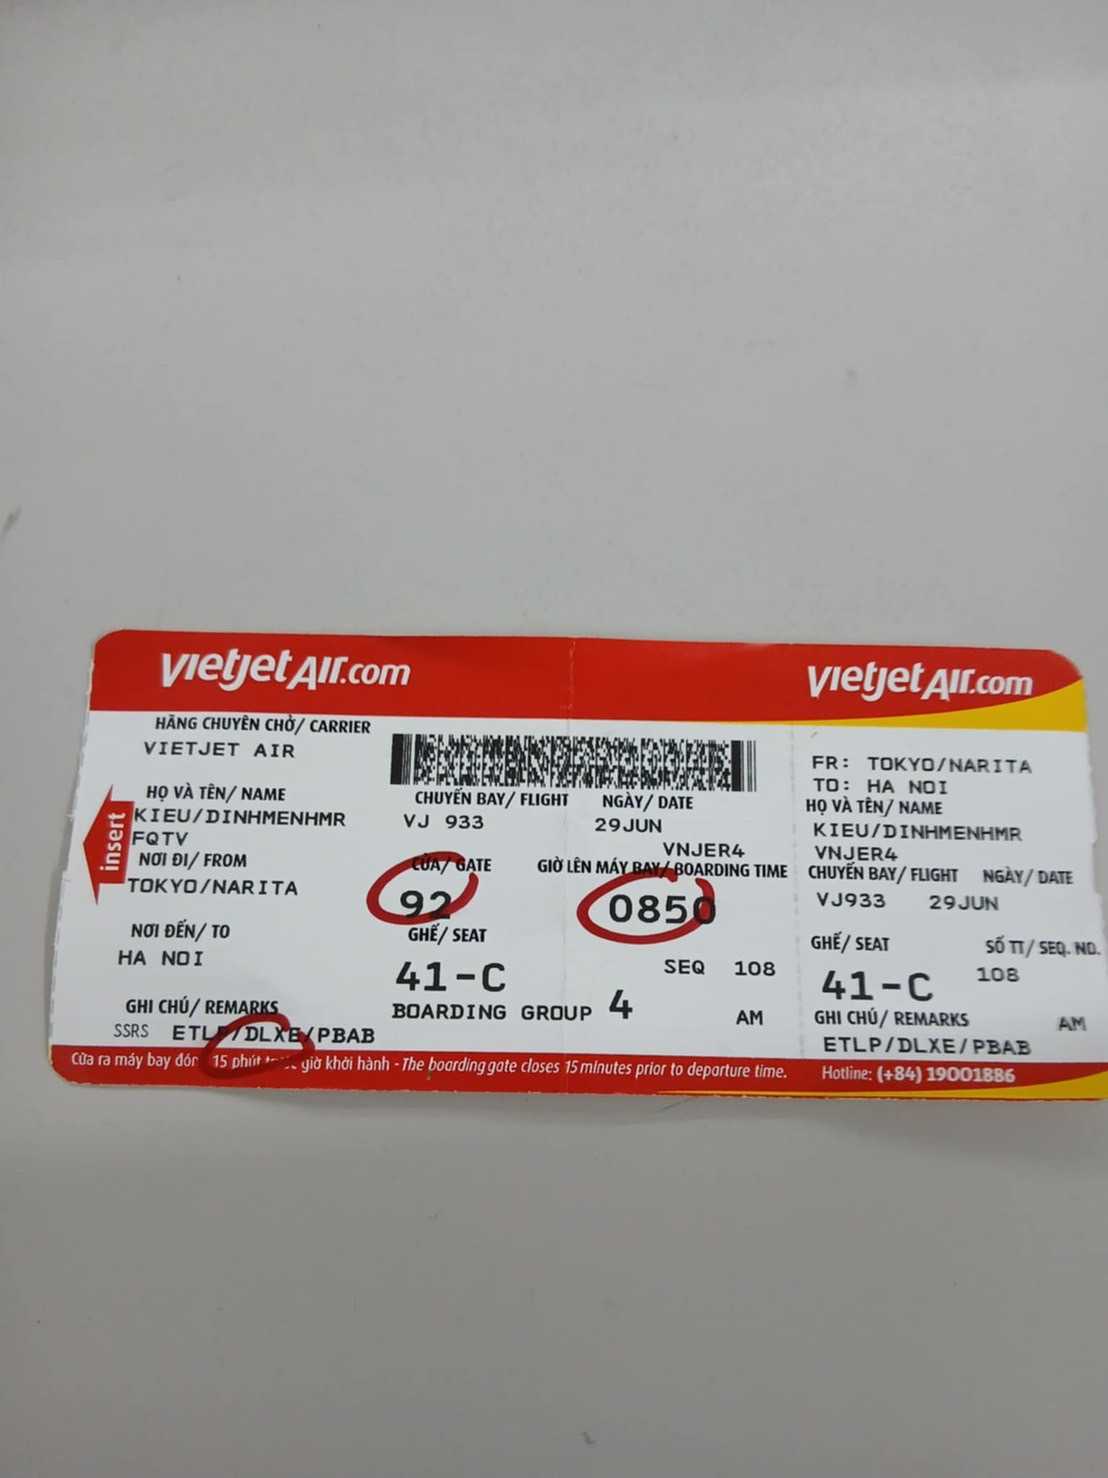 vietjetAir.com
HÃNG CHUYÊN CHỞ/ CARRIER
VIETJET AIR
HỌ VÀ TÊN/ NAME
KIEU/DINHMENHMR
FQTV
NƠI ĐI/ FROM
TOKYO/NARITA
NƠI ĐẾN/ TO
HA NOI
GHI CHÚ/ REMARKS
SSRS ETLP/DLXE/PBAB
insert
CHUYẾN BAY/ FLIGHT NGÀY/ DATE
VJ 933 29JUN
VNJER4
CỬA/ GATE GIỜ LÊN MÁY BAY/ BOARDING TIME
92 0850
GHẾ/ SEAT
41-C SEQ 108
BOARDING GROUP 4 AM
Cửa ra máy bay đón 15 phút trước giờ khởi hành - The boarding gate closes 15 minutes prior to departure time.
vietjetAir.com
FR: TOKYO/NARITA
TO: HA NOI
HỌ VÀ TÊN/ NAME
KIEU/DINHMENHMR
VNJER4
CHUYẾN BAY/ FLIGHT NGÀY/ DATE
VJ933 29JUN
GHẾ/ SEAT SỐ TT/ SEQ. NO.
41-C 108
GHI CHÚ/ REMARKS AM
ETLP/DLXE/PBAB
Hotline: (+84) 19001886